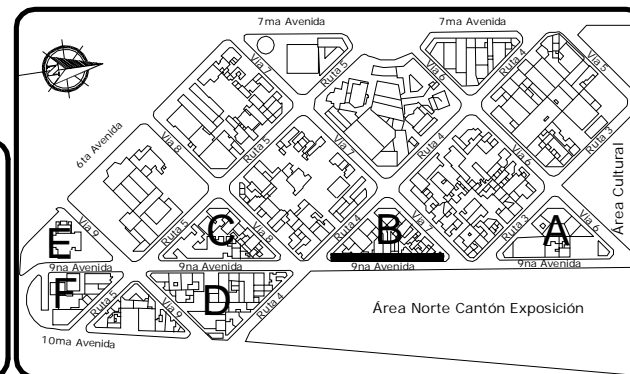 7ma Avenida
7ma Avenida
Vía 7
Ruta 5
Vía 6
Ruta 4
Vía 5
6ta Avenida
Vía 8
Ruta 5
Vía 7
Ruta 4
Vía 6
Ruta 3
Área Cultural
E
Vía 9
Ruta 5
C
Vía 8
Ruta 4
B
Vía 7
Ruta 3
A
Vía 6
9na Avenida
9na Avenida
9na Avenida
9na Avenida
F
D
Vía 9
Ruta 4
Área Norte Cantón Exposición
10ma Avenida